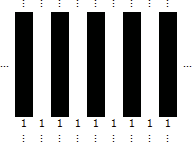 ⋮ ⋮ ⋮ ⋮ ⋮ ⋮ ⋮ ⋮ ⋮
... ...
1 1 1 1 1 1 1 1 1
⋮ ⋮ ⋮ ⋮ ⋮ ⋮ ⋮ ⋮ ⋮